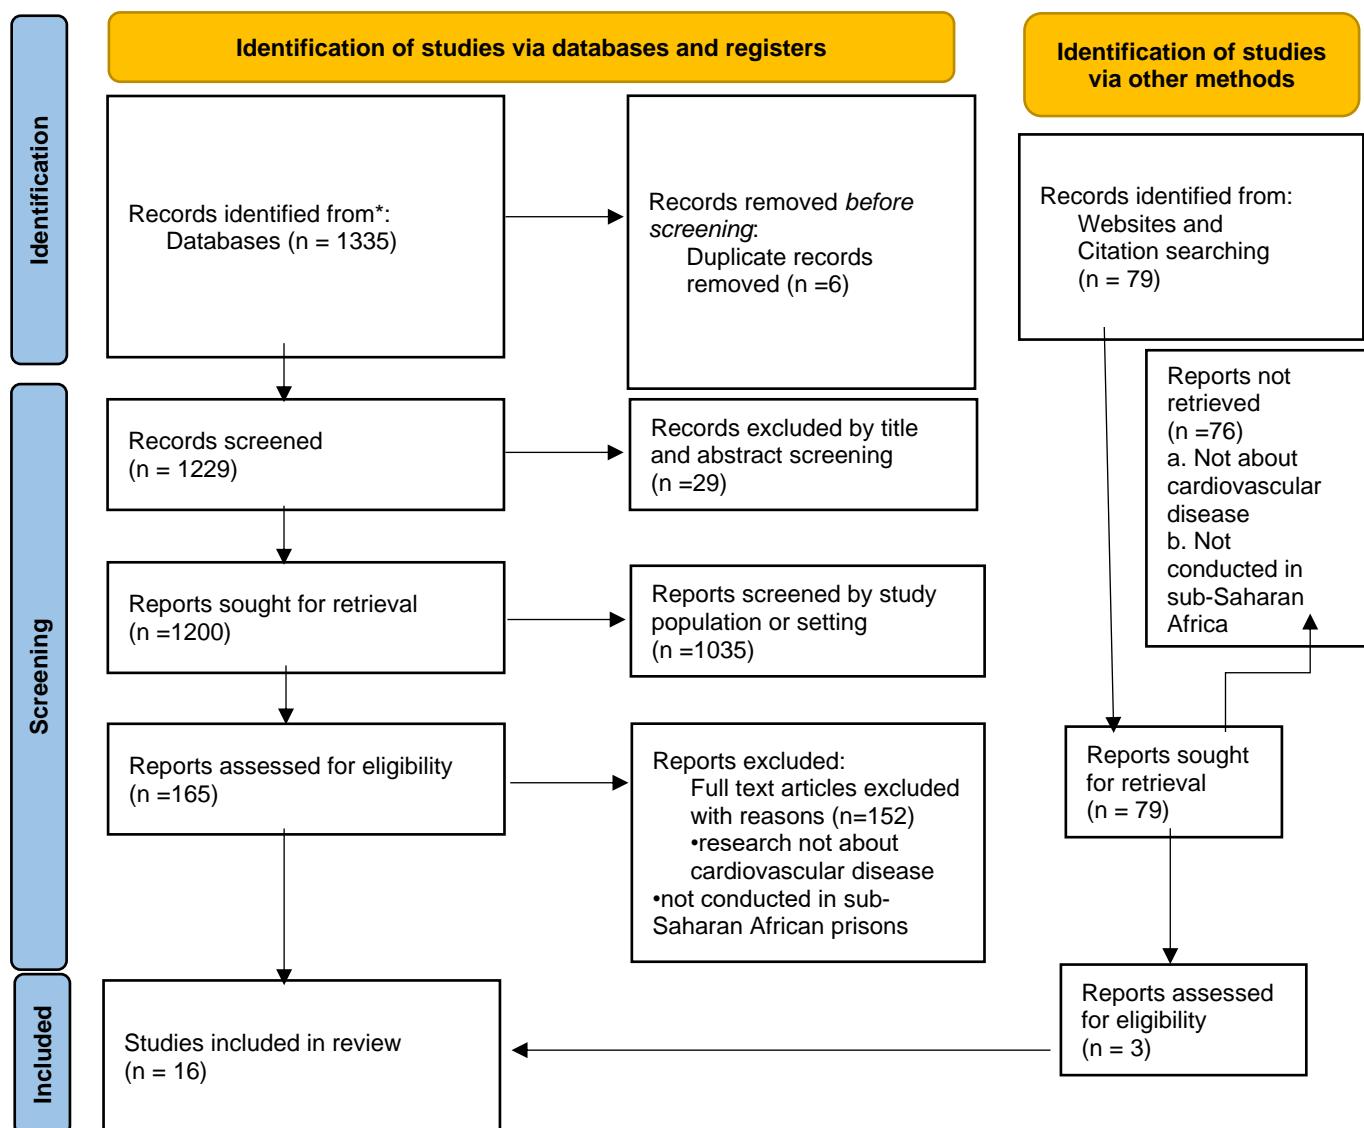 Identification of studies via databases and registers
Identification of studies
via other methods
Identification
Records identified from*:
Databases (n = 1335)
Records removed before
screening:
Duplicate records
removed (n =6)
Records identified from:
Websites and
Citation searching
(n = 79)
Screening
Records screened
(n = 1229)
Records excluded by title
and abstract screening
(n =29)
Reports not
retrieved
(n =76)
a. Not about
cardiovascular
disease
b. Not
conducted in
sub-Saharan
Africa
Reports sought for retrieval
(n =1200)
Reports screened by study
population or setting
(n =1035)
Reports assessed for eligibility
(n =165)
Reports excluded:
Full text articles excluded
with reasons (n=152)
•research not about
cardiovascular disease
•not conducted in sub-
Saharan African prisons
Reports sought
for retrieval
(n = 79)
Included
Studies included in review
(n = 16)
Reports assessed
for eligibility
(n = 3)